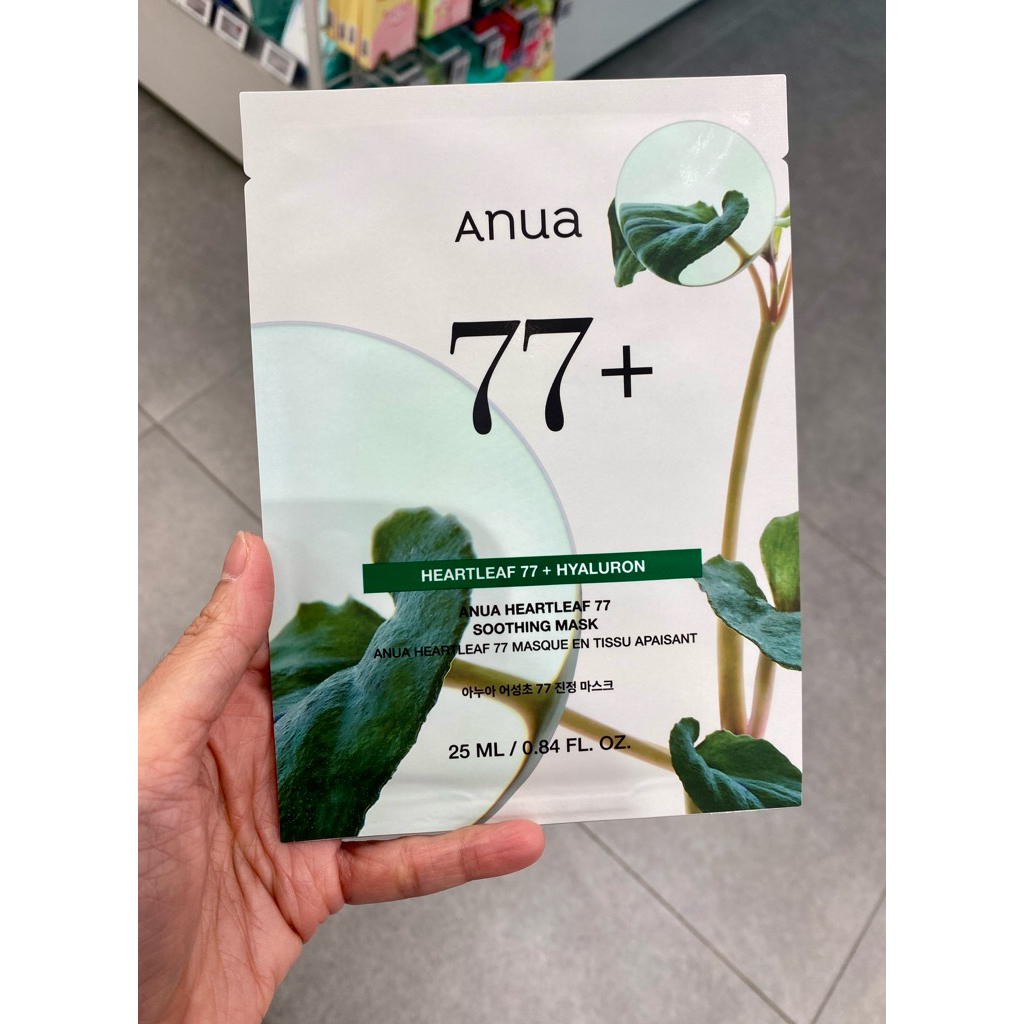 Anua
77+
HEARTLEAF 77 + HYALURON
ANUA HEARTLEAF 77
SOOTHING MASK
ANUA HEARTLEAF 77 MASQUE EN TISSU APAISANT
아누아 어성초 77 진정 마스크
25 ML / 0.84 FL. OZ.